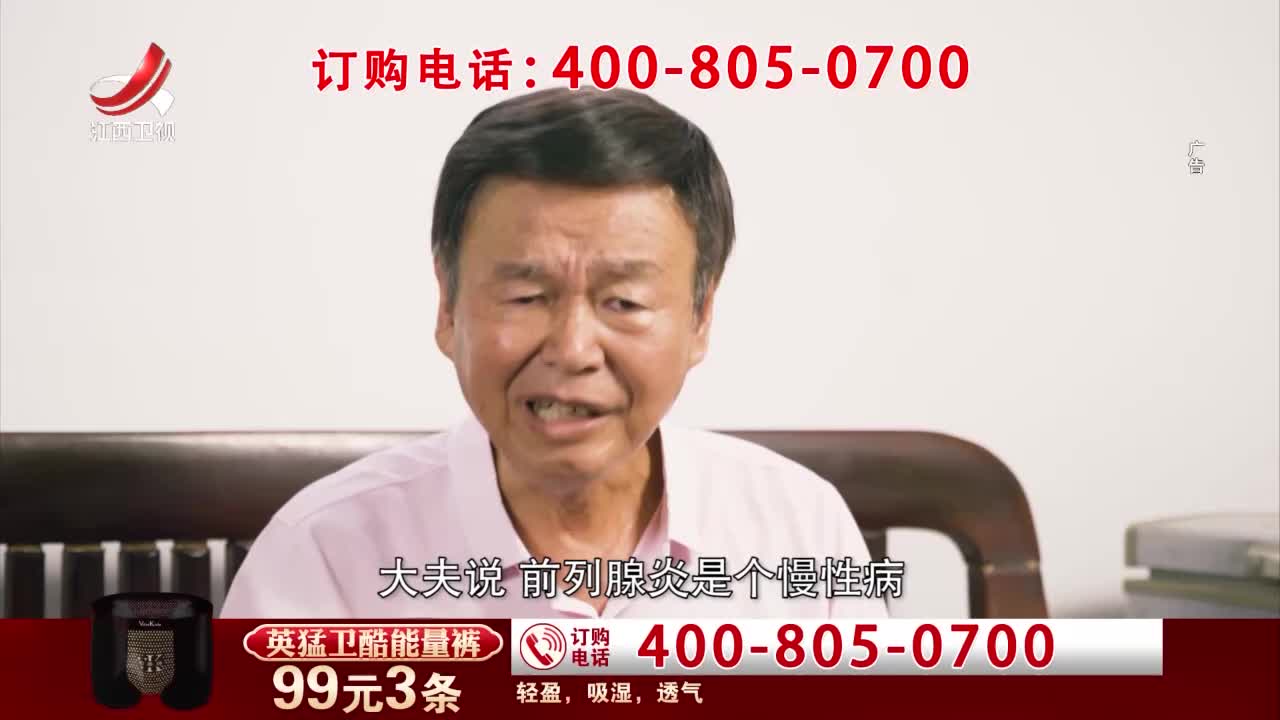 订购电话:400-805-0700
江西卫视
广告
大夫说 前列腺炎是个慢性病
英猛卫酷能量裤
99元3条
订购电话
400-805-0700
轻盈，吸湿，透气